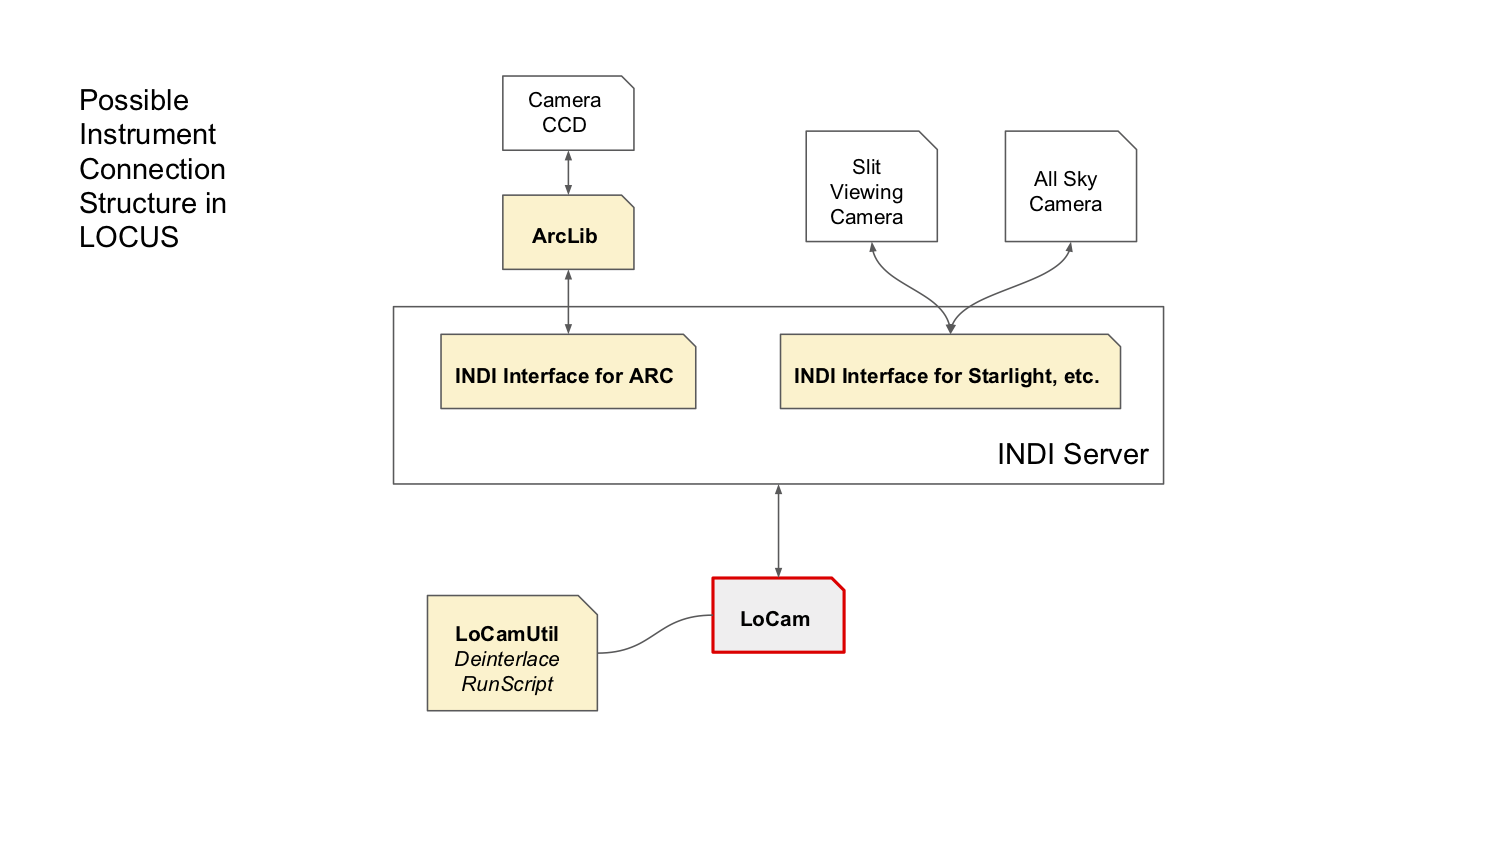 Possible
Instrument
Connection
Structure in
LOCUS
Camera
CCD
ArcLib
Slit
Viewing
Camera
All Sky
Camera
INDI Interface for ARC
INDI Interface for Starlight, etc.
INDI Server
LoCam
LoCamUtil
Deinterlace
RunScript